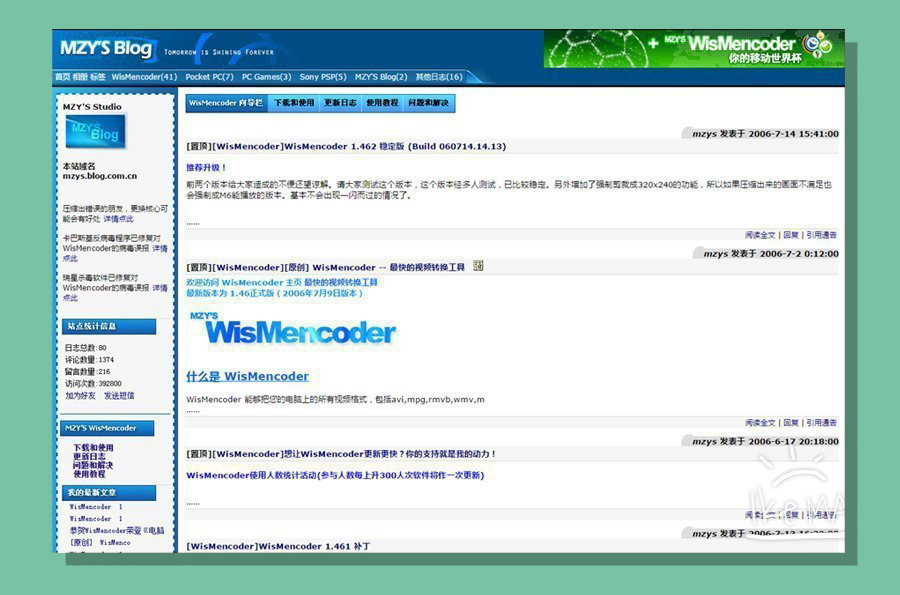 MZY'S Blog TOMORROW IS SHINING FOREVER
+ MZY'S WisMencoder
你的移动世界杯
首页 相册 标签 WisMencoder(41) Pocket PC(7) PC Games(3) Sony PSP(5) MZY'S Blog(2) 其他日志(16)
MZY'S Studio
MZY'S Blog
本站域名
mzys.blog.com.cn
压缩出错误的朋友，更换核心可
能会有好处 详情点此
卡巴斯基反病毒程序已修复对
WisMencoder的病毒误报 详情
点此
瑞星杀毒软件已修复对
WisMencoder的病毒误报 详情
点此
站点统计信息
日志总数:80
评论数量:1374
留言数量:216
访问次数:392800
加为好友 发送短信
MZY'S WisMencoder
下载和使用
更新日志
问题和解决
使用教程
我的最新文章
WisMencoder 1
WisMencoder 1
恭贺WisMencoder荣登《电脑
[原创] WisMenco
WisMencoder 向导栏 下载和使用 更新日志 使用教程 问题和解决
mzys 发表于 2006-7-14 15:41:00
[置顶][WisMencoder]WisMencoder 1.462 稳定版 (Build 060714.14.13)
推荐升级！
前两个版本给大家造成的不便还望谅解。请大家测试这个版本，这个版本经多人测试，已比较稳定。另外增加了强制剪裁成320x240的功能，所以如果压缩出来的画面不满足也
会强制成M6能播放的版本。基本不会出现一闪而过的情况了。
......
阅读全文 | 回复 | 引用通告
mzys 发表于 2006-7-2 0:12:00
[置顶][WisMencoder][原创] WisMencoder -- 最快的视频转换工具
欢迎访问 WisMencoder 主页 最快的视频转换工具
最新版本为 1.46正式版（2006年7月9日版本）
MZY'S
WisMencoder
什么是 WisMencoder
WisMencoder 能够把您的电脑上的所有视频格式，包括avi,mpg,rmvb,wmv,m
......
阅读全文 | 回复 | 引用通告
mzys 发表于 2006-6-17 20:18:00
[置顶][WisMencoder]想让WisMencoder更新更快？你的支持就是我的动力！
WisMencoder使用人数统计活动(参与人数每上升300人次软件将作一次更新)
......
阅读全文 | 回复 | 引用通告
mzys 发表于
[WisMencoder]WisMencoder 1.461 补丁